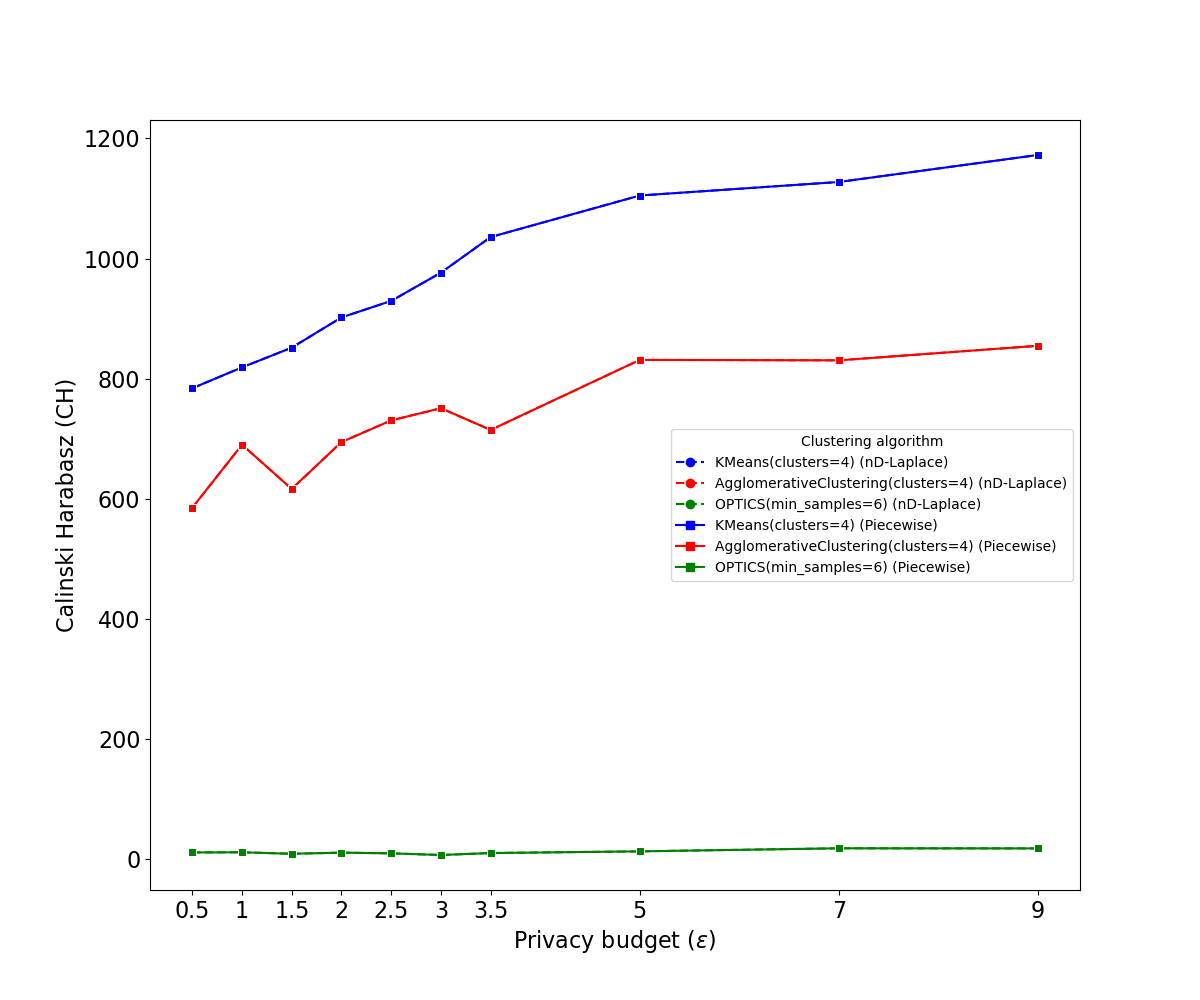 1200
1000
800
600
400
200
0
Calinski Harabasz (CH)
Clustering algorithm
KMeans(clusters=4) (nD-Laplace)
AgglomerativeClustering(clusters=4) (nD-Laplace)
OPTICS(min_samples=6) (nD-Laplace)
KMeans(clusters=4) (Piecewise)
AgglomerativeClustering(clusters=4) (Piecewise)
OPTICS(min_samples=6) (Piecewise)
0.5 1 1.5 2 2.5 3 3.5 5 7 9
Privacy budget (ε)